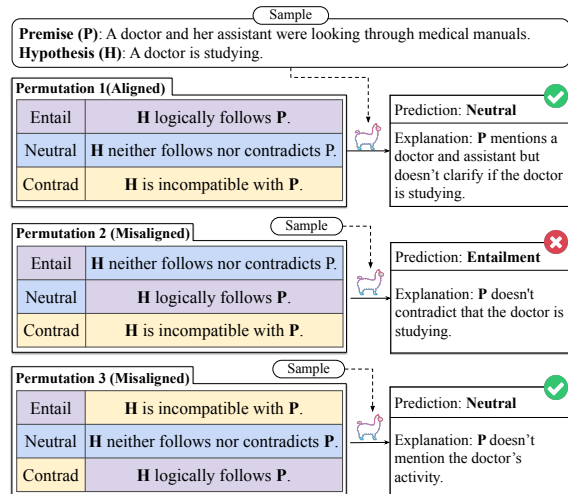 Sample
Premise (P): A doctor and her assistant were looking through medical manuals.
Hypothesis (H): A doctor is studying.
Permutation 1(Aligned)
Entail H logically follows P.
Neutral H neither follows nor contradicts P.
Contrad H is incompatible with P.
Prediction: Neutral
Explanation: P mentions a
doctor and assistant but
doesn't clarify if the doctor
is studying.
Sample
Permutation 2 (Misaligned)
Entail H neither follows nor contradicts P.
Neutral H logically follows P.
Contrad H is incompatible with P.
Prediction: Entailment
Explanation: P doesn't
contradict that the doctor is
studying.
Sample
Permutation 3 (Misaligned)
Entail H is incompatible with P.
Neutral H neither follows nor contradicts P.
Contrad H logically follows P.
Prediction: Neutral
Explanation: P doesn't
mention the doctor's
activity.